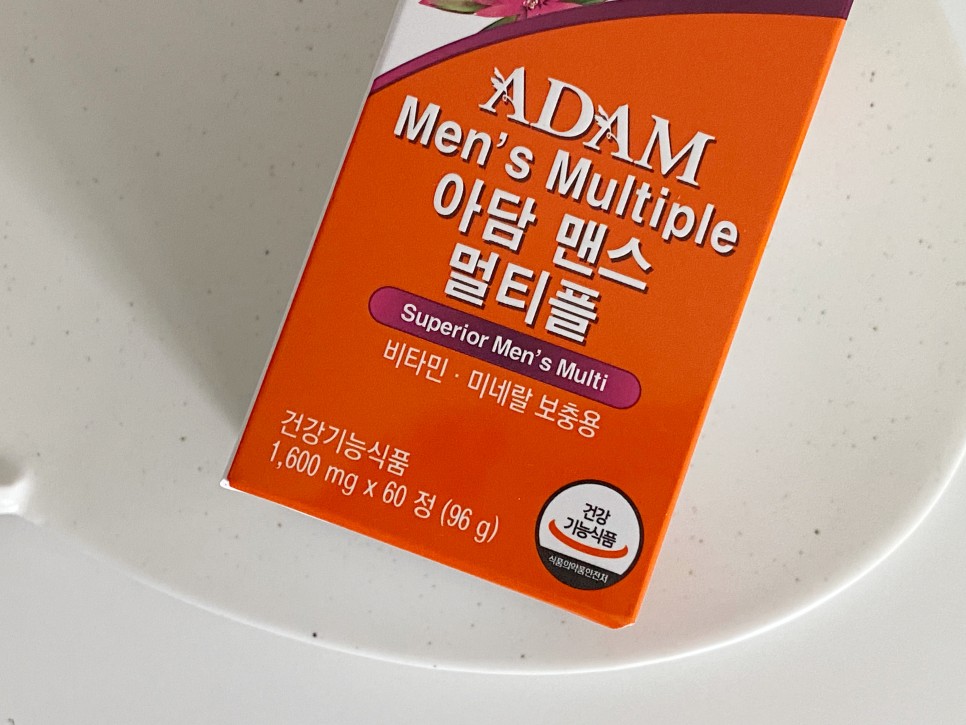 ADAM
Men's Multiple
아담 맨스
멀티플
Superior Men's Multi
비타민 · 미네랄 보충용
건강기능식품
1,600 mg x 60 정 (96 g)
건강
기능식품
식품의약품안전처